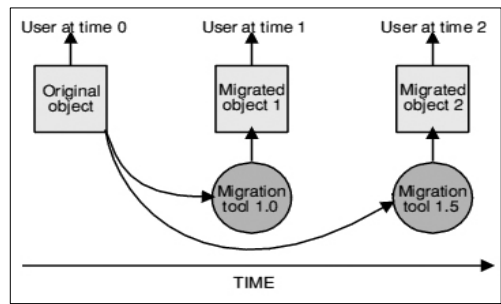 User at time 0
User at time 1
User at time 2
Original
object
Migrated
object 1
Migrated
object 2
Migration
tool 1.0
Migration
tool 1.5
TIME